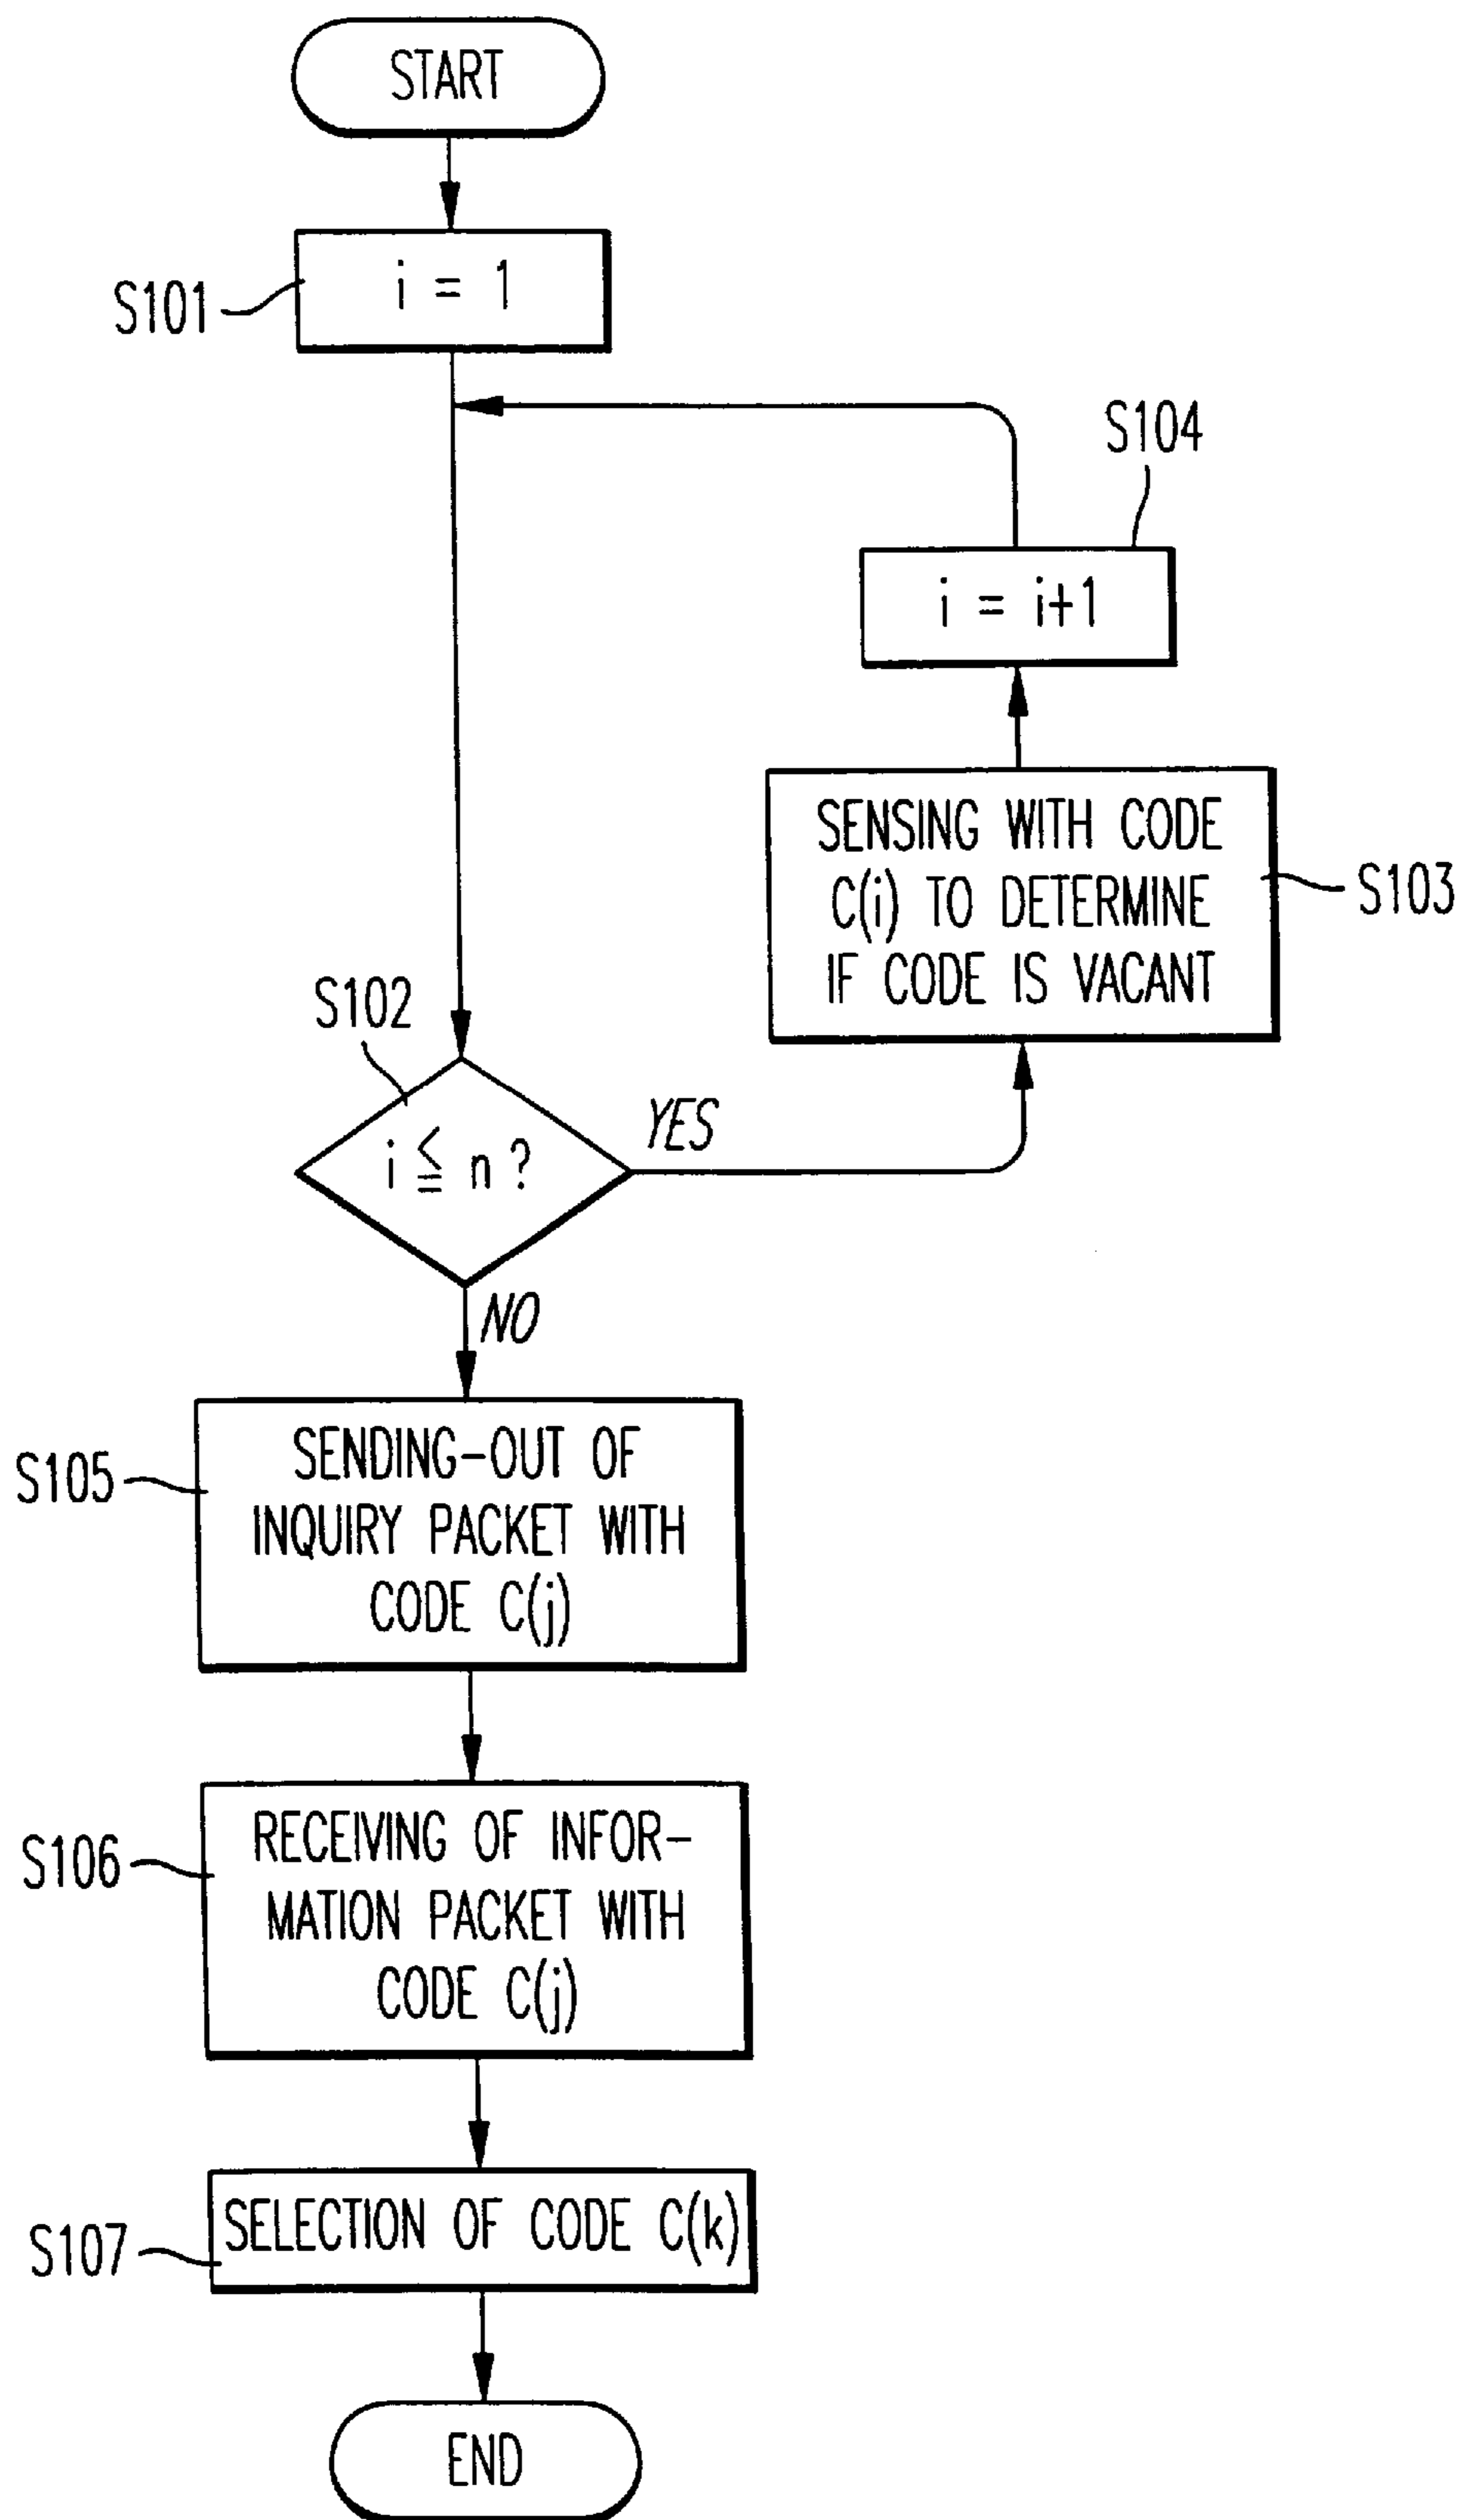 START
S101
i = 1
S104
i = i+1
SENSING WITH CODE
C(i) TO DETERMINE
IF CODE IS VACANT
S103
S102
i ≦ n ?
YES
NO
S105
SENDING-OUT OF
INQUIRY PACKET WITH
CODE C(j)
S106
RECEIVING OF INFOR-
MATION PACKET WITH
CODE C(j)
S107
SELECTION OF CODE C(k)
END